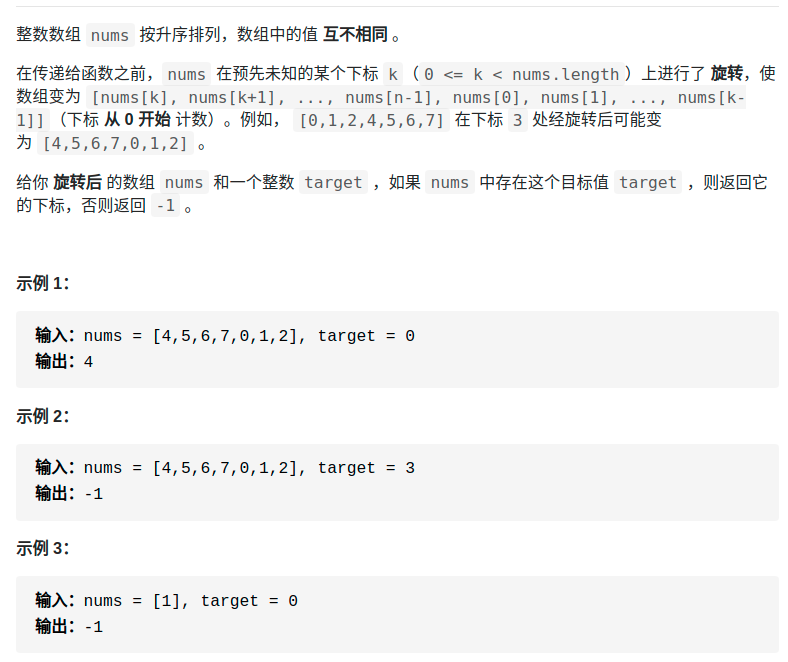 整数数组 nums 按升序排列，数组中的值 互不相同 。
在传递给函数之前，nums 在预先未知的某个下标 k（ 0 <= k < nums.length ）上进行了 旋转，使
数组变为 [nums[k], nums[k+1], ..., nums[n-1], nums[0], nums[1], ..., nums[k-
1]]（下标 从 0 开始 计数）。例如， [0,1,2,4,5,6,7] 在下标 3 处经旋转后可能变
为 [4,5,6,7,0,1,2] 。
给你 旋转后 的数组 nums 和一个整数 target ，如果 nums 中存在这个目标值 target ，则返回它
的下标，否则返回 -1 。
示例 1：
输入：nums = [4,5,6,7,0,1,2], target = 0
输出：4
示例 2：
输入：nums = [4,5,6,7,0,1,2], target = 3
输出：-1
示例 3：
输入：nums = [1], target = 0
输出：-1